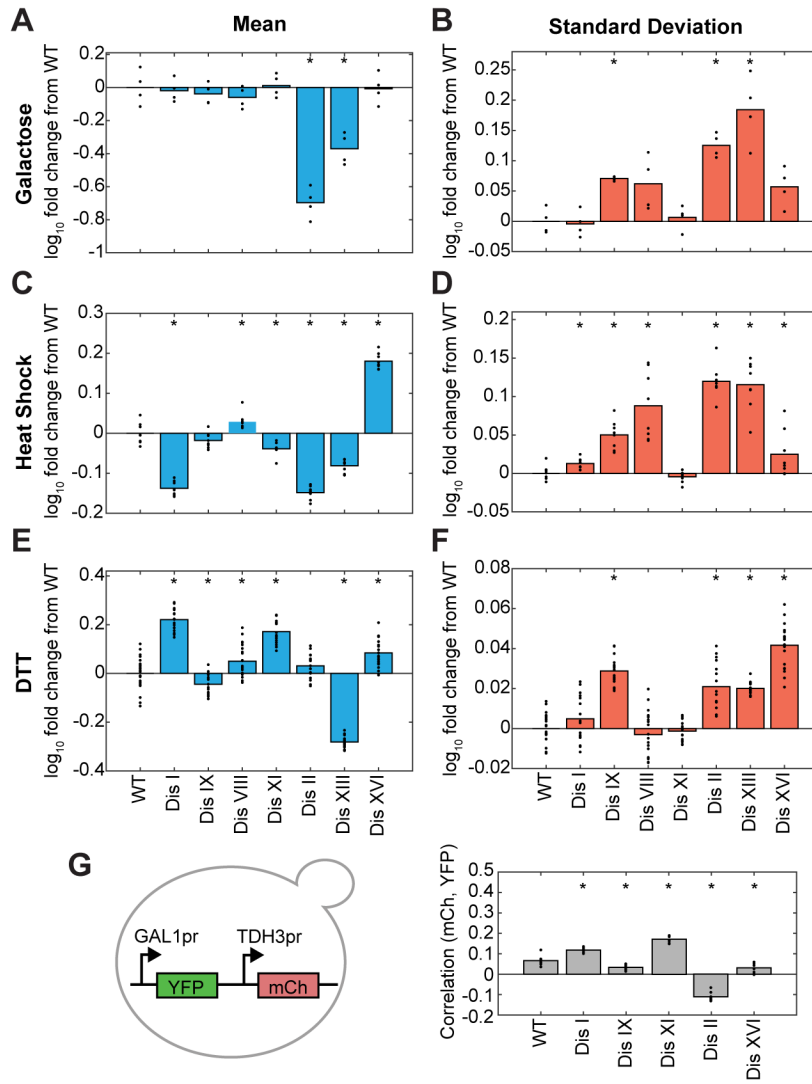 Mean
Standard Deviation
A
Galactose
log10 fold change from WT
0.2
0
-0.2
-0.4
-0.6
-0.8
-1
* *
B
log10 fold change from WT
0.25
0.2
0.15
0.1
0.05
0
-0.05
* * *
C
Heat Shock
log10 fold change from WT
0.3
0.2
0.1
0
-0.1
-0.2
* * * * * *
D
log10 fold change from WT
0.2
0.15
0.1
0.05
0
-0.05
* * * * * *
E
DTT
log10 fold change from WT
0.4
0.2
0
-0.2
-0.4
* * * * * *
WT
Dis I
Dis IX
Dis VIII
Dis XI
Dis II
Dis XIII
Dis XVI
F
log10 fold change from WT
0.08
0.06
0.04
0.02
0
-0.02
* * * *
WT
Dis I
Dis IX
Dis VIII
Dis XI
Dis II
Dis XIII
Dis XVI
G
GAL1pr
TDH3pr
YFP
mCh
Correlation (mCh, YFP)
0.5
0.4
0.3
0.2
0.1
0
-0.1
0.2
* * * * *
WT
Dis I
Dis IX
Dis XI
Dis II
Dis XVI